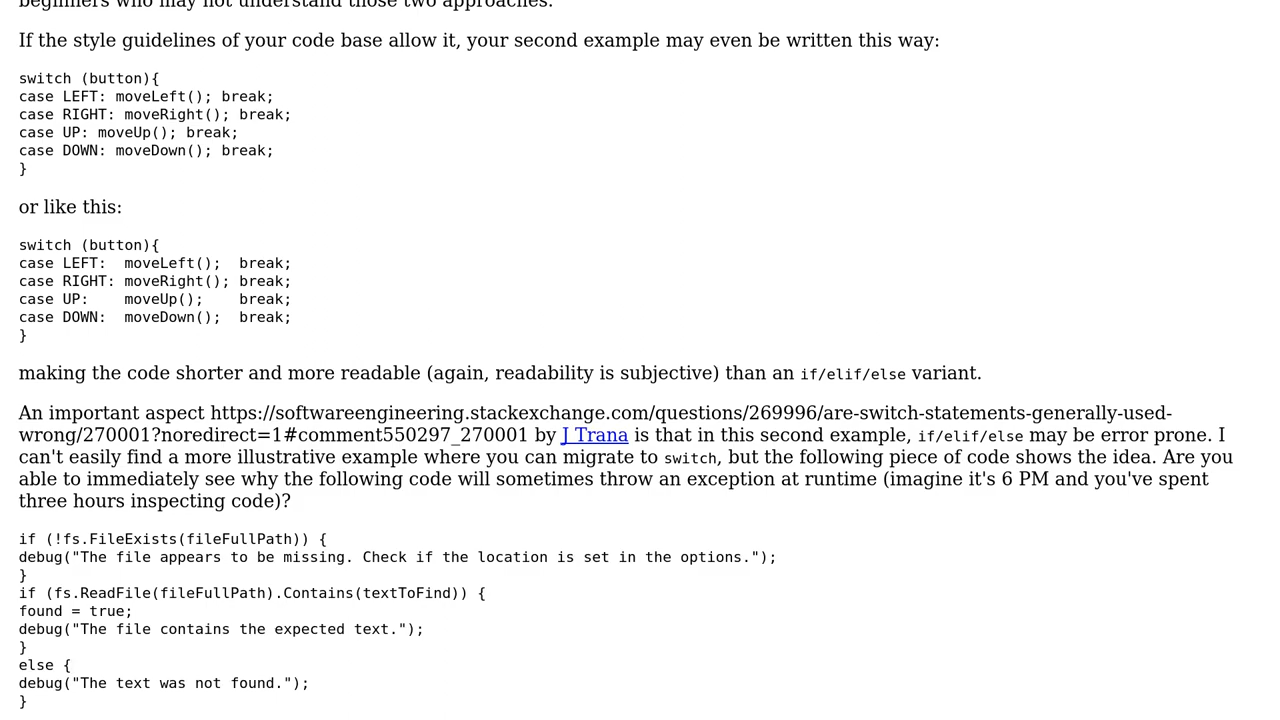 beginners who may not understand those two approaches.
If the style guidelines of your code base allow it, your second example may even be written this way:
switch (button){
case LEFT: moveLeft(); break;
case RIGHT: moveRight(); break;
case UP: moveUp(); break;
case DOWN: moveDown(); break;
}
or like this:
switch (button){
case LEFT:  moveLeft();  break;
case RIGHT: moveRight(); break;
case UP:    moveUp();    break;
case DOWN:  moveDown();  break;
}
making the code shorter and more readable (again, readability is subjective) than an if/elif/else variant.
An important aspect https://softwareengineering.stackexchange.com/questions/269996/are-switch-statements-generally-used-
wrong/270001?noredirect=1#comment550297_270001 by J Trana is that in this second example, if/elif/else may be error prone. I
can't easily find a more illustrative example where you can migrate to switch, but the following piece of code shows the idea. Are you
able to immediately see why the following code will sometimes throw an exception at runtime (imagine it's 6 PM and you've spent
three hours inspecting code)?
if (!fs.FileExists(fileFullPath)) {
debug("The file appears to be missing. Check if the location is set in the options.");
}
if (fs.ReadFile(fileFullPath).Contains(textToFind)) {
found = true;
debug("The file contains the expected text.");
}
else {
debug("The text was not found.");
}